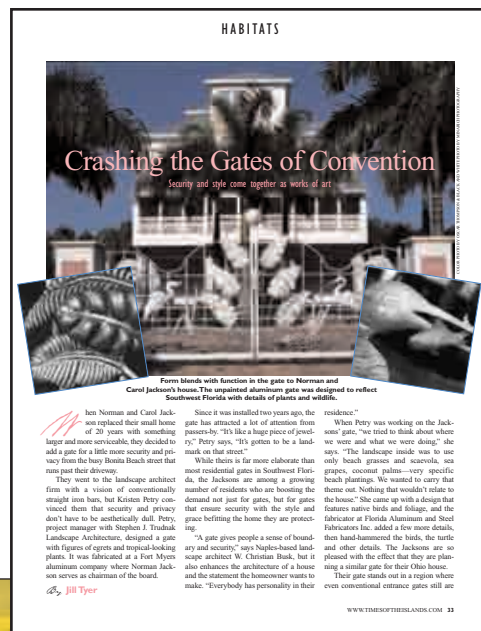 HABITATS
Crashing the Gates of Convention
Security and style come together as works of art
Form blends with function in the gate to Norman and
Carol Jackson's house. The unpainted aluminum gate was designed to reflect
Southwest Florida with details of plants and wildlife.
When Norman and Carol Jack-
son replaced their small home
of 20 years with something
larger and more serviceable, they decided to
add a gate for a little more security and pri-
vacy from the busy Bonita Beach street that
runs past their driveway.
They went to the landscape architect
firm with a vision of conventionally
straight iron bars, but Kristen Petry con-
vinced them that security and privacy
don't have to be aesthetically dull. Petry,
project manager with Stephen J. Trudnak
Landscape Architecture, designed a gate
with figures of egrets and tropical-looking
plants. It was fabricated at a Fort Myers
aluminum company where Norman Jack-
son serves as chairman of the board.
By Jill Tyer
Since it was installed two years ago, the
gate has attracted a lot of attention from
passers-by. "It's like a huge piece of jewel-
ry," Petry says, "It's gotten to be a land-
mark on that street."
While theirs is far more elaborate than
most residential gates in Southwest Flori-
da, the Jacksons are among a growing
number of residents who are boosting the
demand not just for gates, but for gates
that ensure security with the style and
grace befitting the home they are protect-
ing.
"A gate gives people a sense of bound-
ary and security," says Naples-based land-
scape architect W. Christian Busk, but it
also enhances the architecture of a house
and the statement the homeowner wants to
make. "Everybody has personality in their
residence."
When Petry was working on the Jack-
sons' gate, "we tried to think about where
we were and what we were doing," she
says. "The landscape inside was to use
only beach grasses and scaevola, sea
grapes, coconut palms—very specific
beach plantings. We wanted to carry that
theme out. Nothing that wouldn't relate to
the house." She came up with a design that
features native birds and foliage, and the
fabricator at Florida Aluminum and Steel
Fabricators Inc. added a few more details,
then hand-hammered the birds, the turtle
and other details. The Jacksons are so
pleased with the effect that they are plan-
ning a similar gate for their Ohio house.
Their gate stands out in a region where
even conventional entrance gates still are
WWW.TIMESOFTHEISLANDS.COM 33